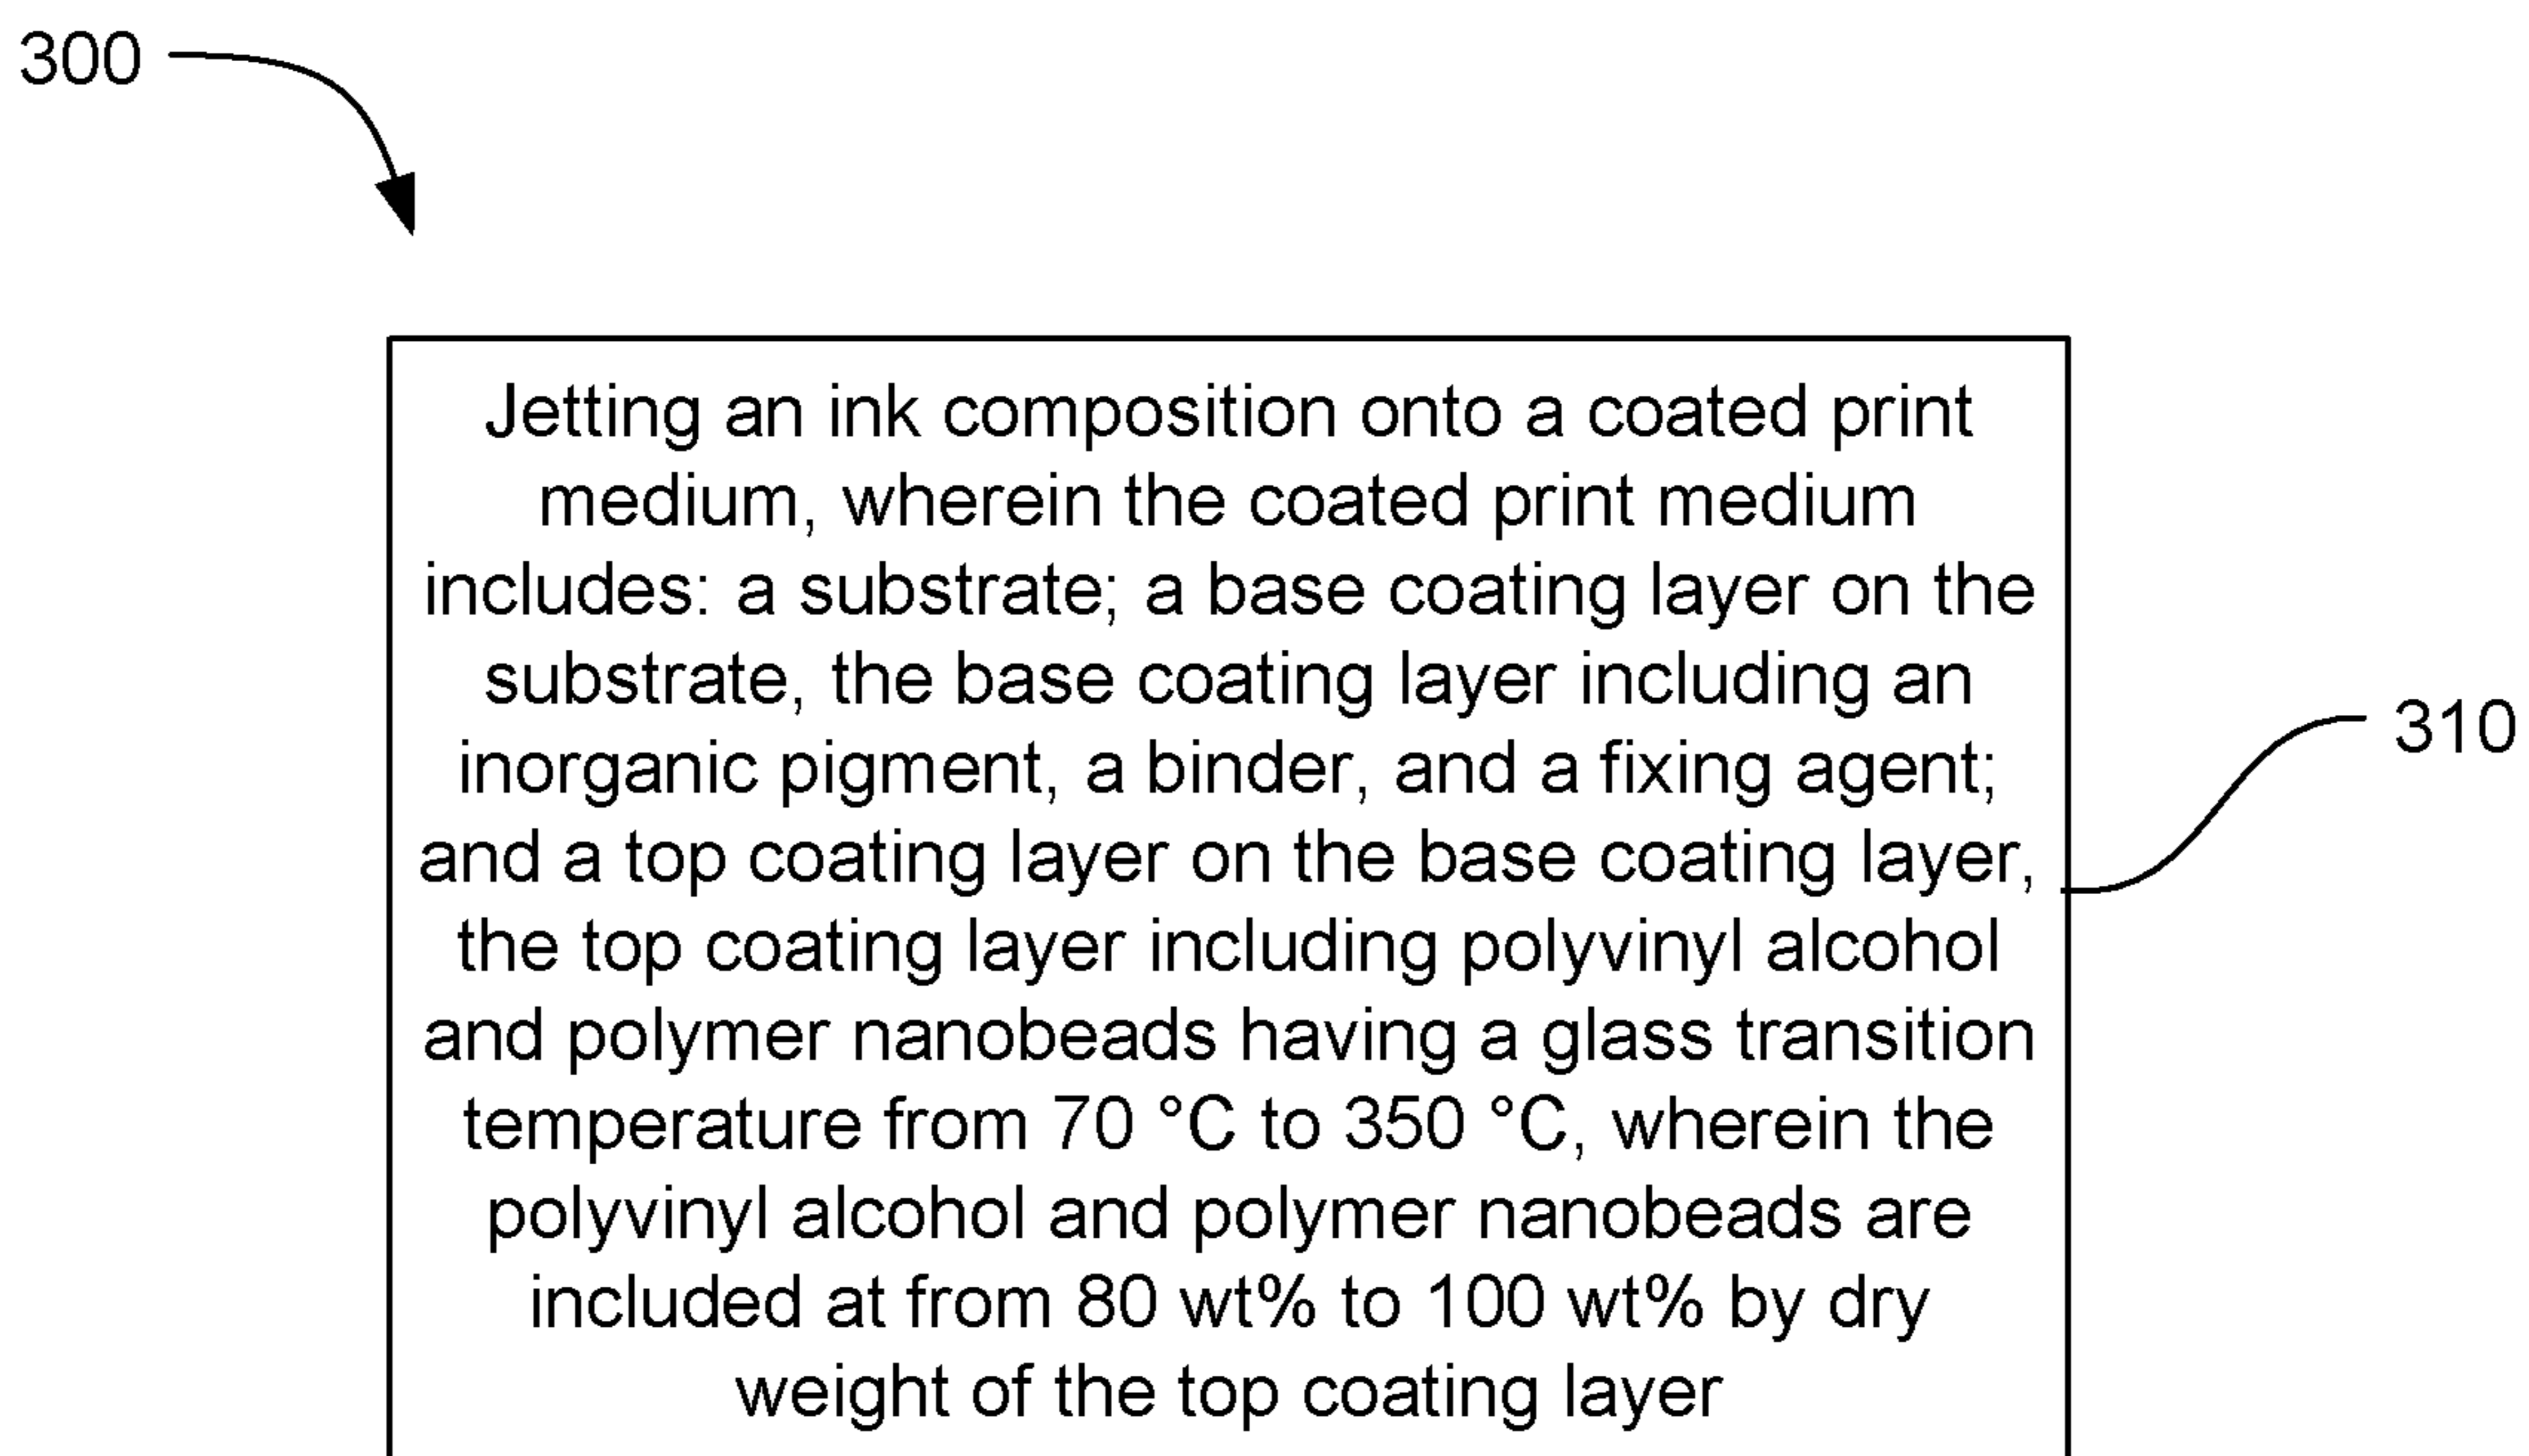 300
Jetting an ink composition onto a coated print
medium, wherein the coated print medium
includes: a substrate; a base coating layer on the
substrate, the base coating layer including an
inorganic pigment, a binder, and a fixing agent;
and a top coating layer on the base coating layer,
the top coating layer including polyvinyl alcohol
and polymer nanobeads having a glass transition
temperature from 70 °C to 350 °C, wherein the
polyvinyl alcohol and polymer nanobeads are
included at from 80 wt% to 100 wt% by dry
weight of the top coating layer
310